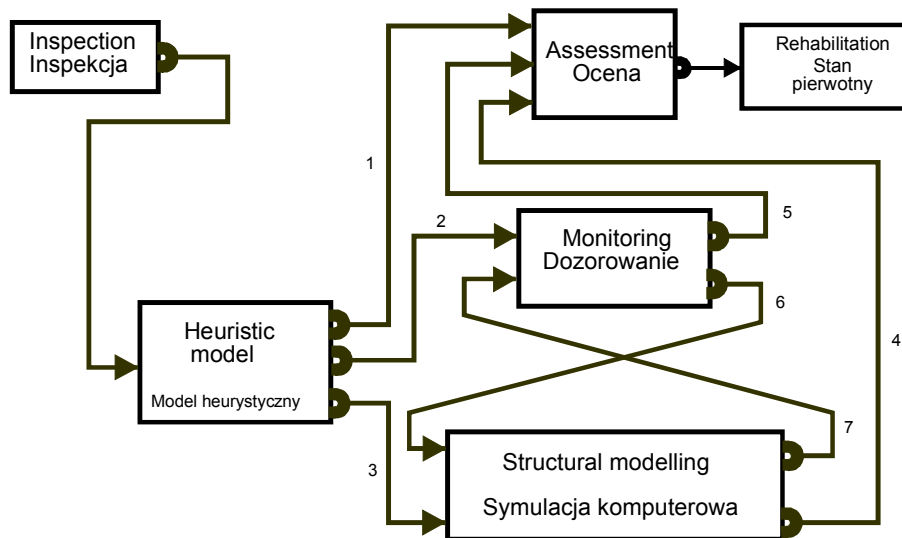 Inspection
Inspekcja
Assessment
Ocena
Rehabilitation
Stan
pierwotny
1
2
5
Monitoring
Dozorowanie
6
4
Heuristic
model
Model heurystyczny
3
7
Structural modelling
Symulacja komputerowa